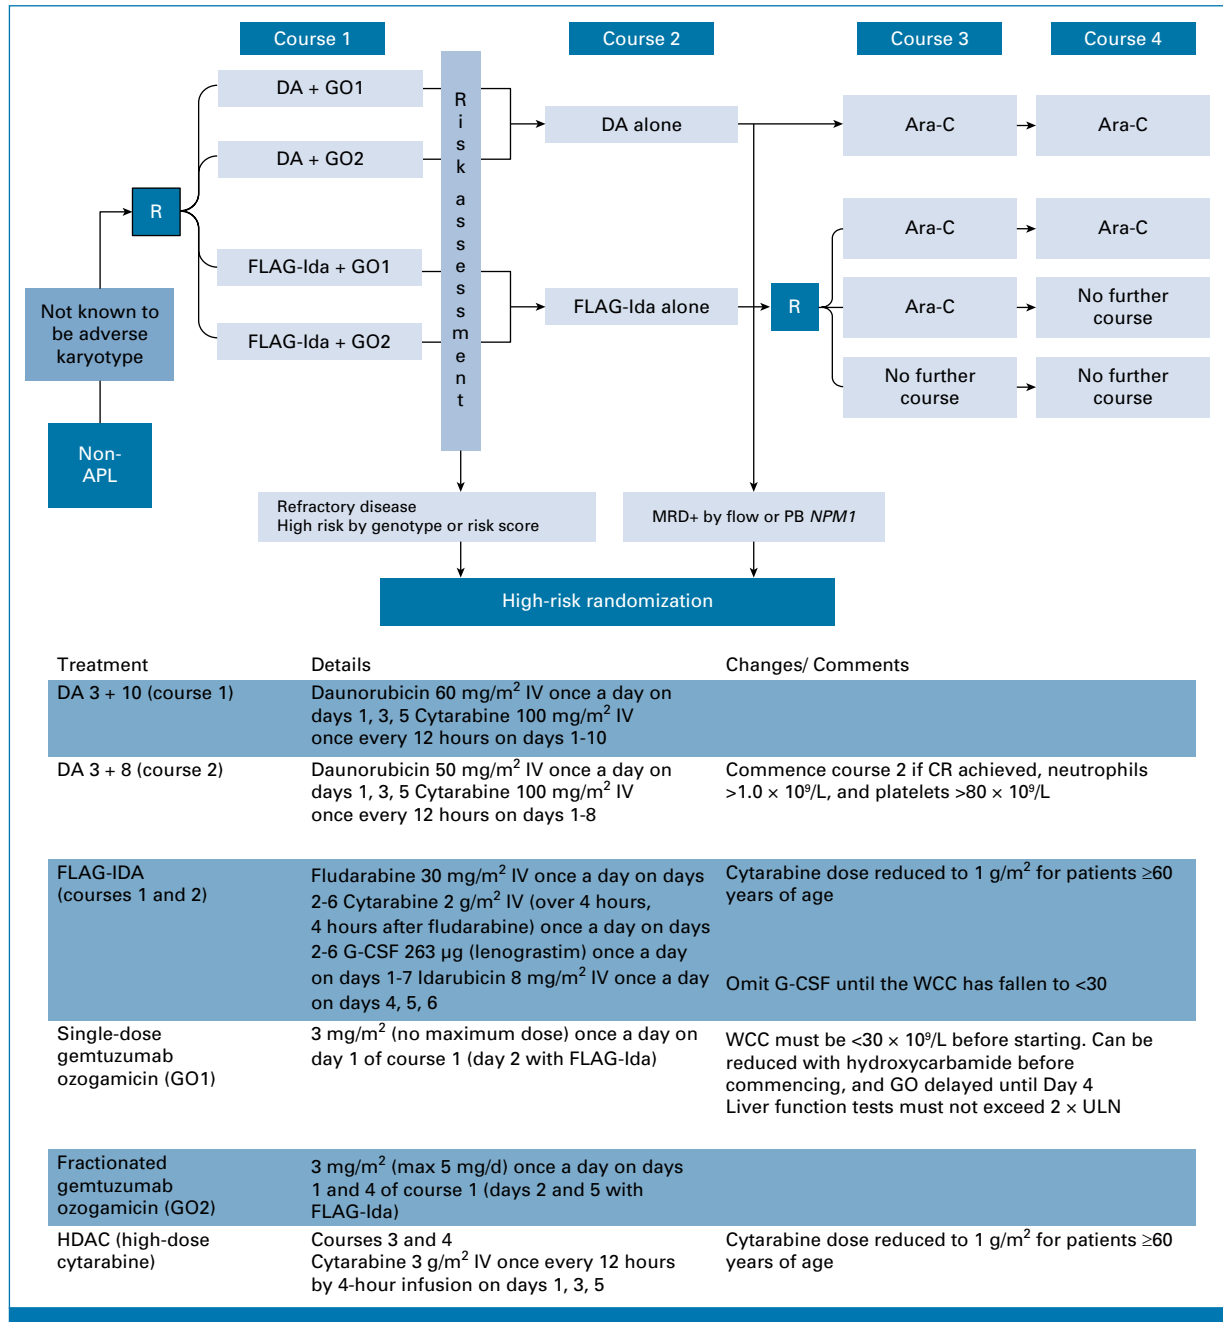 Course 1
Course 2
Course 3
Course 4
DA + GO1
DA + GO2
FLAG-Ida + GO1
FLAG-Ida + GO2
R
Not known to
be adverse
karyotype
Non-
APL
Risk assessment
DA alone
FLAG-Ida alone
Ara-C
Ara-C
R
Ara-C
Ara-C
Ara-C
No further
course
No further
course
No further
course
Refractory disease
High risk by genotype or risk score
MRD+ by flow or PB NPM1
High-risk randomization
Treatment
Details
Changes/ Comments
DA 3 + 10 (course 1)
Daunorubicin 60 mg/m² IV once a day on
days 1, 3, 5 Cytarabine 100 mg/m² IV
once every 12 hours on days 1-10
DA 3 + 8 (course 2)
Daunorubicin 50 mg/m² IV once a day on
days 1, 3, 5 Cytarabine 100 mg/m² IV
once every 12 hours on days 1-8
Commence course 2 if CR achieved, neutrophils
>1.0 × 10⁹/L, and platelets >80 × 10⁹/L
FLAG-IDA
(courses 1 and 2)
Fludarabine 30 mg/m² IV once a day on days
2-6 Cytarabine 2 g/m² IV (over 4 hours,
4 hours after fludarabine) once a day on days
2-6 G-CSF 263 µg (lenograstim) once a day
on days 1-7 Idarubicin 8 mg/m² IV once a day
on days 4, 5, 6
Cytarabine dose reduced to 1 g/m² for patients ≥60
years of age
Omit G-CSF until the WCC has fallen to <30
Single-dose
gemtuzumab
ozogamicin (GO1)
3 mg/m² (no maximum dose) once a day on
day 1 of course 1 (day 2 with FLAG-Ida)
WCC must be <30 × 10⁹/L before starting. Can be
reduced with hydroxycarbamide before
commencing, and GO delayed until Day 4
Liver function tests must not exceed 2 × ULN
Fractionated
gemtuzumab
ozogamicin (GO2)
3 mg/m² (max 5 mg/d) once a day on days
1 and 4 of course 1 (days 2 and 5 with
FLAG-Ida)
HDAC (high-dose
cytarabine)
Courses 3 and 4
Cytarabine 3 g/m² IV once every 12 hours
by 4-hour infusion on days 1, 3, 5
Cytarabine dose reduced to 1 g/m² for patients ≥60
years of age